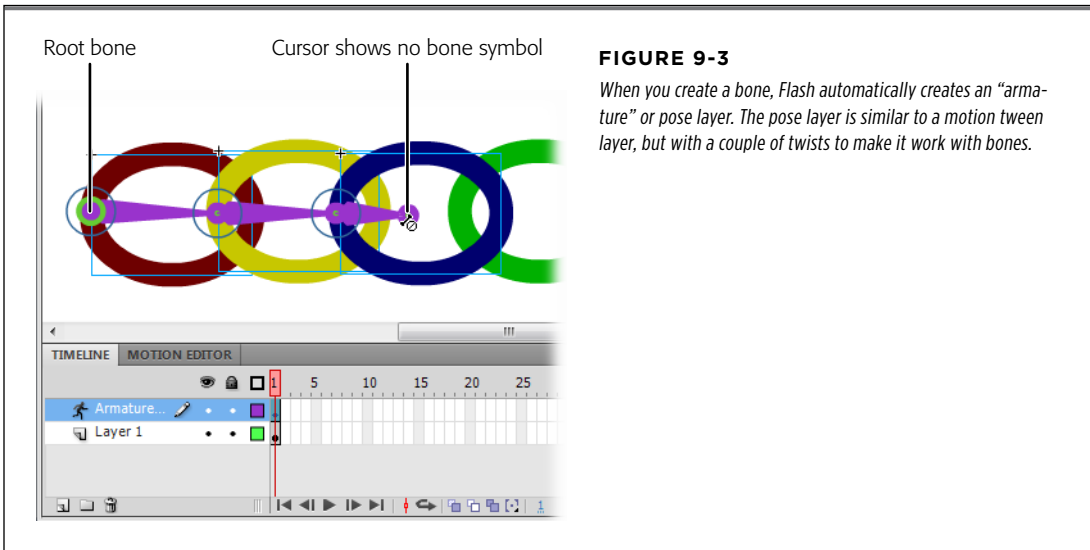 Root bone
Cursor shows no bone symbol
FIGURE 9-3
When you create a bone, Flash automatically creates an “arma-
ture” or pose layer. The pose layer is similar to a motion tween
layer, but with a couple of twists to make it work with bones.
TIMELINE MOTION EDITOR
1 5 10 15 20 25
Armature...
Layer 1
1